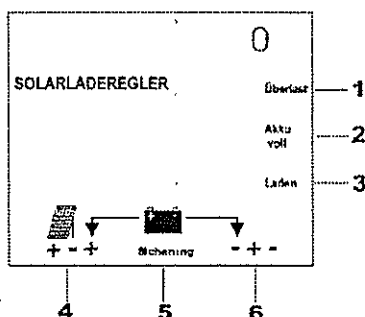 0
SOLARLADEREGLER
Überlast 1
Akku voll 2
Laden 3
+ - + Sicherung - + -
4 5 6